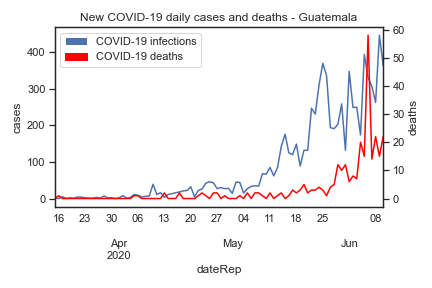 New COVID-19 daily cases and deaths - Guatemala
COVID-19 infections
COVID-19 deaths
400
300
200
100
0
cases
60
50
40
30
20
10
0
deaths
16 23 30 06 13 20 27 04 11 18 25 08
Apr May Jun
2020
dateRep